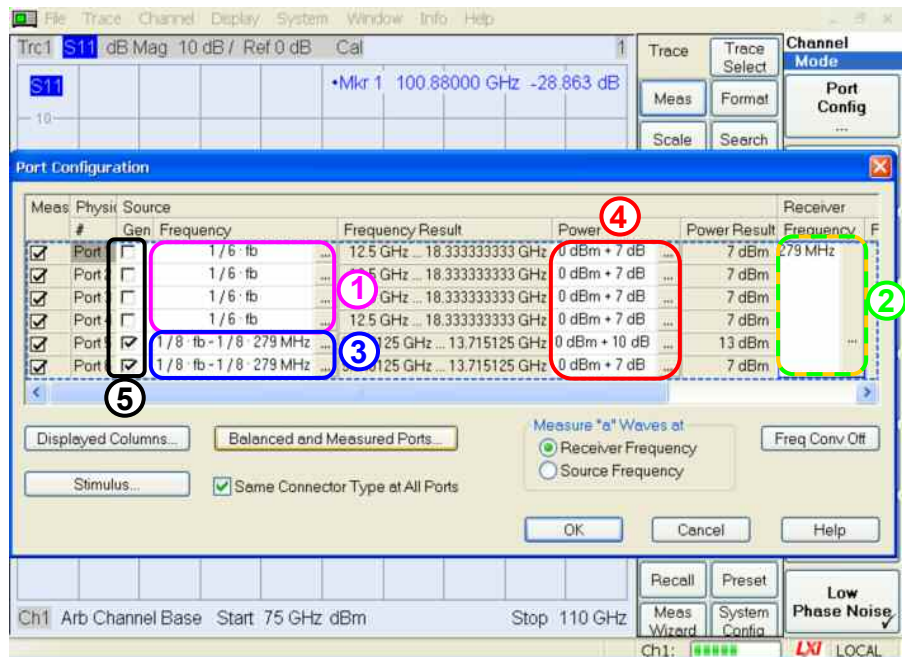 File Trace Channel Display System Window Info Help
Trc1 S11 dB Mag 10 dB / Ref 0 dB Cal 1
S11
•Mkr 1 100.88000 GHz -28.863 dB
-10
Trace
Trace Select
Meas
Format
Scale
Search
Channel
Mode
Port Config
...
Port Configuration
Meas Physic Source Receiver
# Gen Frequency Frequency Result Power Power Result Frequency F
Port 1/6 · fb ... 12.5 GHz ... 18.333333333 GHz 0 dBm + 7 dB ... 7 dBm 279 MHz
Port 2 1/6 · fb ... GHz ... 18.333333333 GHz 0 dBm + 7 dB ... 7 dBm
Port 1/6 · fb ... GHz ... 18.333333333 GHz 0 dBm + 7 dB ... 7 dBm
Port 4 1/6 · fb ... 12.5 GHz ... 18.333333333 GHz 0 dBm + 7 dB ... 7 dBm
Port 1/8 · fb - 1/8 · 279 MHz ... 125 GHz ... 13.715125 GHz 0 dBm + 10 dB ... 13 dBm ...
Port 1/8 · fb - 1/8 · 279 MHz ... 125 GHz ... 13.715125 GHz 0 dBm + 7 dB ... 7 dBm
1
2
3
4
5
Displayed Columns...
Balanced and Measured Ports...
Measure "a" Waves at
Receiver Frequency
Source Frequency
Freq Conv Off
Stimulus...
Same Connector Type at All Ports
OK
Cancel
Help
Recall
Preset
Low Phase Noise
Ch1 Arb Channel Base Start 75 GHz dBm Stop 110 GHz
Meas Wizard
System Config
Ch1:
LXI LOCAL